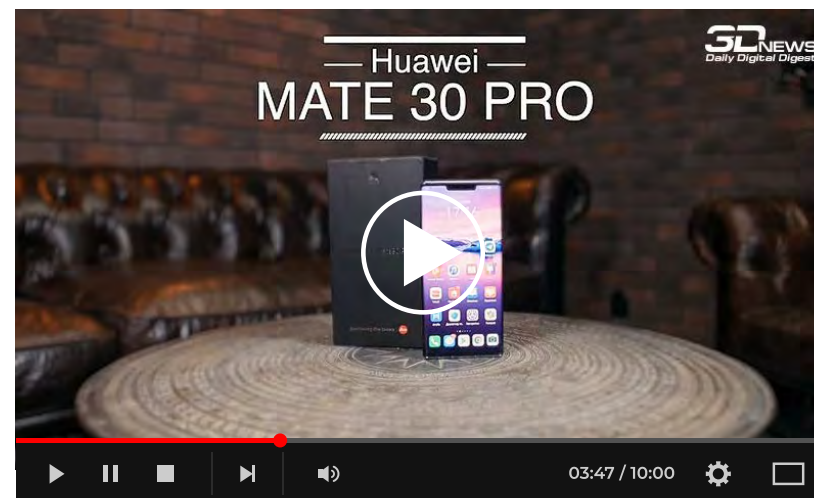 Huawei
MATE 30 PRO
3DNEWS
Daily Digital Digest
03:47 / 10:00